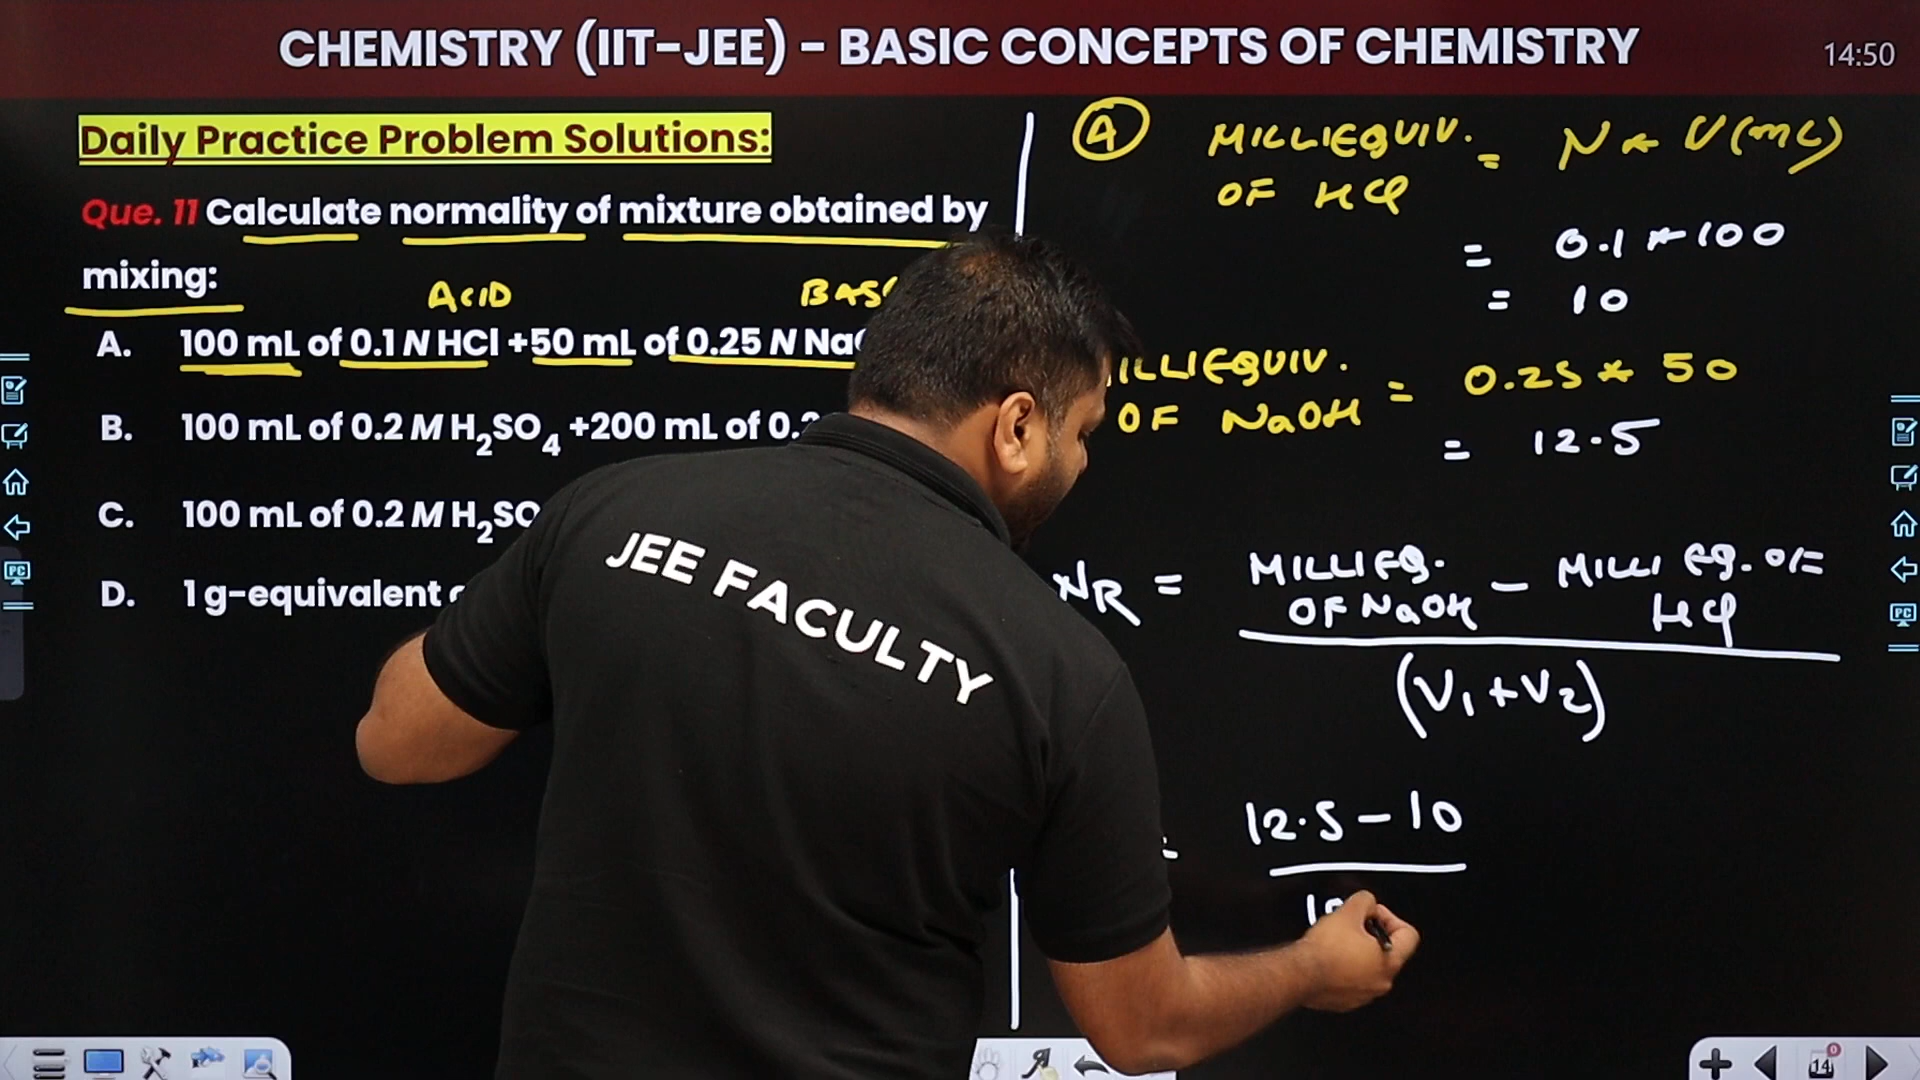 CHEMISTRY (IIT-JEE) - BASIC CONCEPTS OF CHEMISTRY
14:50
Daily Practice Problem Solutions:
Que. 11 Calculate normality of mixture obtained by
mixing:
ACID
A. 100 mL of 0.1 N HCl +50 mL of 0.25 N
B. 100 mL of 0.2 M H₂SO₄ +200 mL of
C. 100 mL of 0.2 M
D. 1 g-equivalent
JEE FACULTY
A MILLIEQUIV. = N * V(mL)
OF HCl
= 0.1 * 100
= 10
OF NaOH = 0.25 * 50
= 12.5
NR = MILLIEQ. - MILLI EQ. OF
OF NaOH HCl
(V₁+V₂)
= 12.5 - 10
PC
PC
14
0